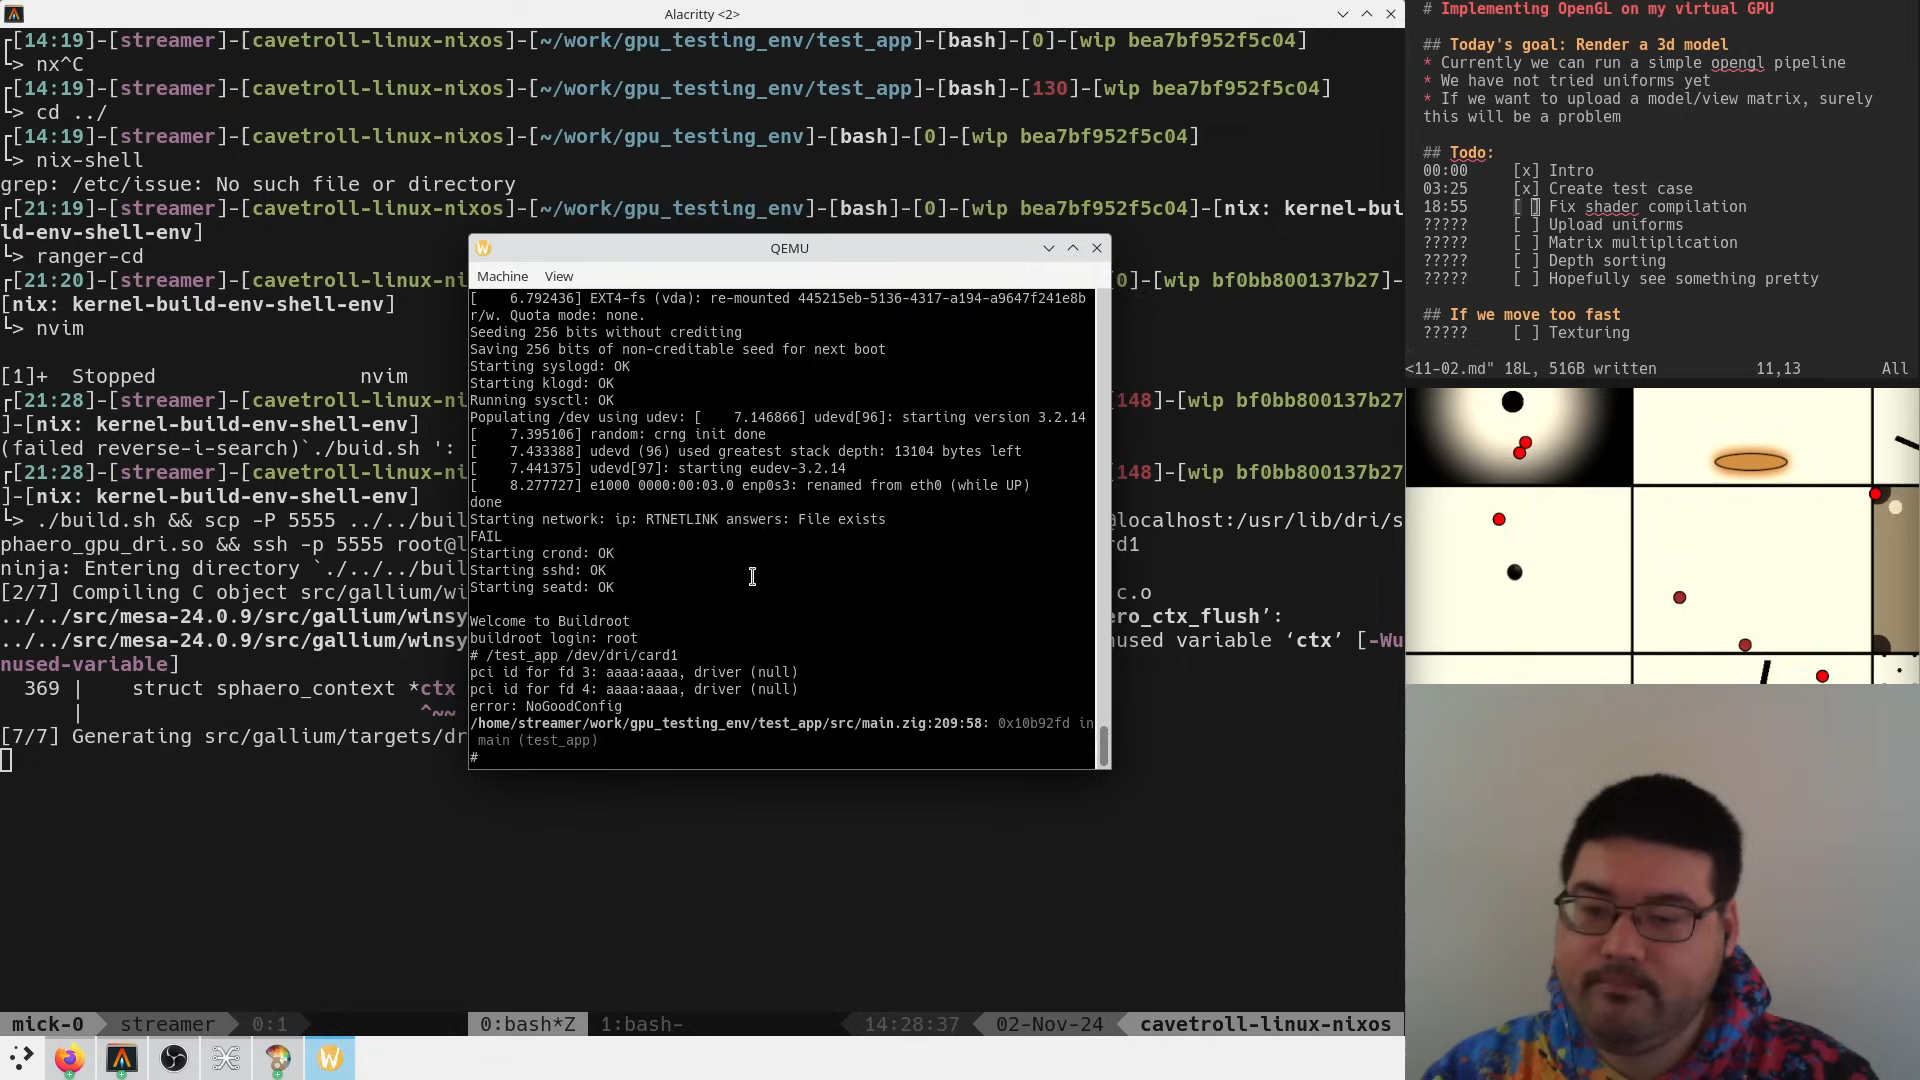 Alacritty <2>
┌[14:19]-[streamer]-[cavetroll-linux-nixos]-[~/work/gpu_testing_env/test_app]-[bash]-[0]-[wip bea7bf952f5c04]
└> nx^C
┌[14:19]-[streamer]-[cavetroll-linux-nixos]-[~/work/gpu_testing_env/test_app]-[bash]-[130]-[wip bea7bf952f5c04]
└> cd ../
┌[14:19]-[streamer]-[cavetroll-linux-nixos]-[~/work/gpu_testing_env]-[bash]-[0]-[wip bea7bf952f5c04]
└> nix-shell
grep: /etc/issue: No such file or directory
┌[21:19]-[streamer]-[cavetroll-linux-nixos]-[~/work/gpu_testing_env]-[bash]-[0]-[wip bea7bf952f5c04]-[nix: kernel-bui
ld-env-shell-env]
└> ranger-cd
┌[21:20]-[streamer]-[cavetroll-linux-nixos]-[~/wo 0]-[wip bf0bb800137b27]-
[nix: kernel-build-env-shell-env]
└> nvim
[1]+  Stopped                 nvim
┌[21:28]-[streamer]-[cavetroll-linux-nixos]-[~/wo [148]-[wip bf0bb800137b27
]-[nix: kernel-build-env-shell-env]
(failed reverse-i-search)`./buid.sh ':
┌[21:28]-[streamer]-[cavetroll-linux-nixos]-[~/wo [148]-[wip bf0bb800137b27
]-[nix: kernel-build-env-shell-env]
└> ./build.sh && scp -P 5555 ../../buil @localhost:/usr/lib/dri/s
phaero_gpu_dri.so && ssh -p 5555 root@l rd1
ninja: Entering directory `./../../buil
[2/7] Compiling C object src/gallium/wi c.o
../../src/mesa-24.0.9/src/gallium/winsy ero_ctx_flush’:
../../src/mesa-24.0.9/src/gallium/winsy nused variable ‘ctx’ [-Wu
nused-variable]
369 |     struct sphaero_context *ctx
|                             ^~~
[7/7] Generating src/gallium/targets/dr
QEMU
Machine View
[    6.792436] EXT4-fs (vda): re-mounted 445215eb-5136-4317-a194-a9647f241e8b
r/w. Quota mode: none.
Seeding 256 bits without crediting
Saving 256 bits of non-creditable seed for next boot
Starting syslogd: OK
Starting klogd: OK
Running sysctl: OK
Populating /dev using udev: [    7.146866] udevd[96]: starting version 3.2.14
[    7.395106] random: crng init done
[    7.433388] udevd (96) used greatest stack depth: 13104 bytes left
[    7.441375] udevd[97]: starting eudev-3.2.14
[    8.277727] e1000 0000:00:03.0 enp0s3: renamed from eth0 (while UP)
done
Starting network: ip: RTNETLINK answers: File exists
FAIL
Starting crond: OK
Starting sshd: OK
Starting seatd: OK
Welcome to Buildroot
buildroot login: root
# /test_app /dev/dri/card1
pci id for fd 3: aaaa:aaaa, driver (null)
pci id for fd 4: aaaa:aaaa, driver (null)
error: NoGoodConfig
/home/streamer/work/gpu_testing_env/test_app/src/main.zig:209:58: 0x10b92fd in
main (test_app)
#
mick-0 streamer 0:1 0:bash*Z 1:bash- 14:28:37 02-Nov-24 cavetroll-linux-nixos
# Implementing OpenGL on my virtual GPU
## Today's goal: Render a 3d model
* Currently we can run a simple opengl pipeline
* We have not tried uniforms yet
* If we want to upload a model/view matrix, surely
this will be a problem
## Todo:
00:00     [x] Intro
03:25     [x] Create test case
18:55     [ ] Fix shader compilation
?????     [ ] Upload uniforms
?????     [ ] Matrix multiplication
?????     [ ] Depth sorting
?????     [ ] Hopefully see something pretty
## If we move too fast
?????     [ ] Texturing
<11-02.md" 18L, 516B written 11,13 All